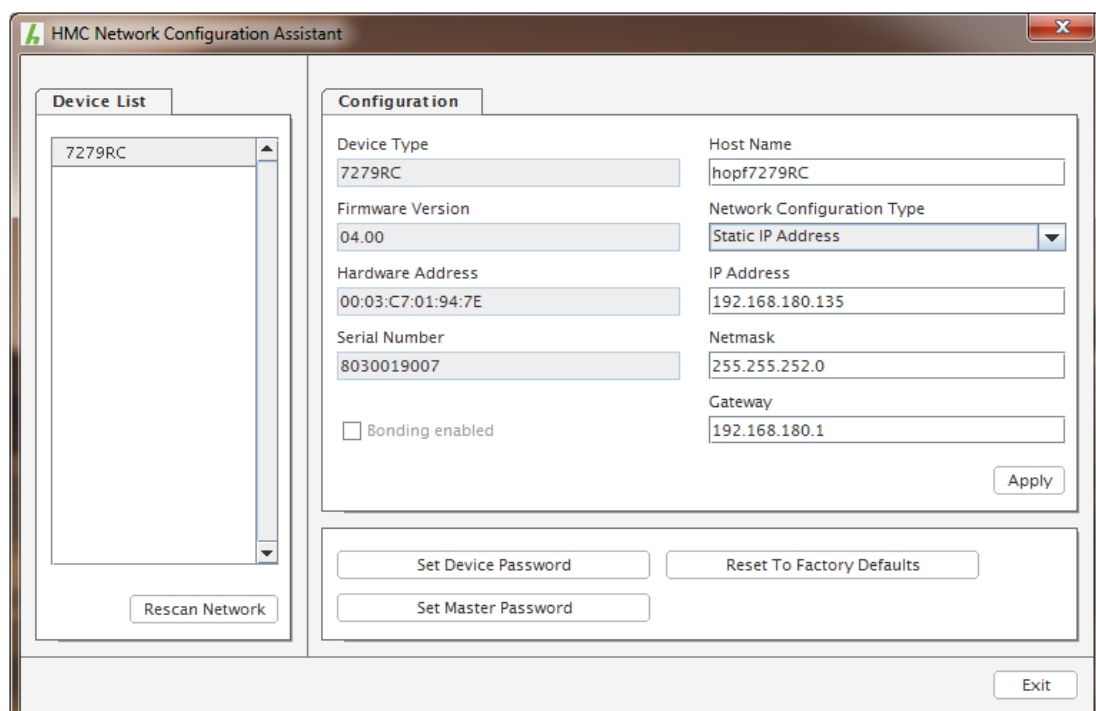 HMC Network Configuration Assistant
Device List
7279RC
Rescan Network
Configuration
Device Type
7279RC
Firmware Version
04.00
Hardware Address
00:03:C7:01:94:7E
Serial Number
8030019007
Bonding enabled
Host Name
hopf7279RC
Network Configuration Type
Static IP Address
IP Address
192.168.180.135
Netmask
255.255.252.0
Gateway
192.168.180.1
Apply
Set Device Password
Reset To Factory Defaults
Set Master Password
Exit